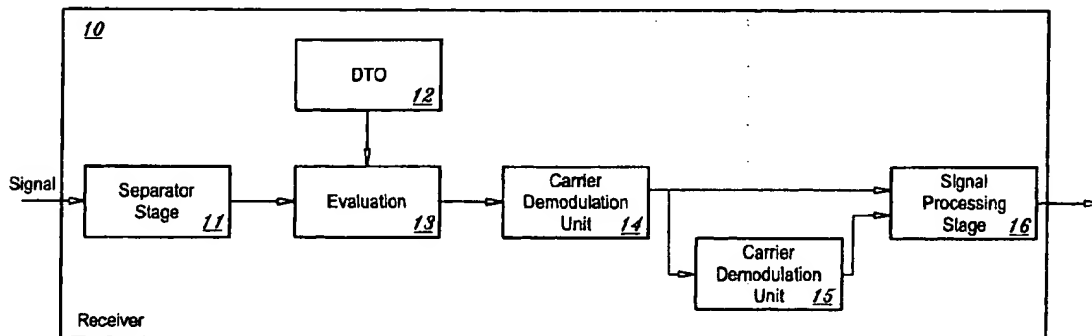 10
DTO
12
Signal
Separator
Stage
11
Evaluation
13
Carrier
Demodulation
Unit
14
Carrier
Demodulation
Unit
15
Signal
Processing
Stage
16
Receiver